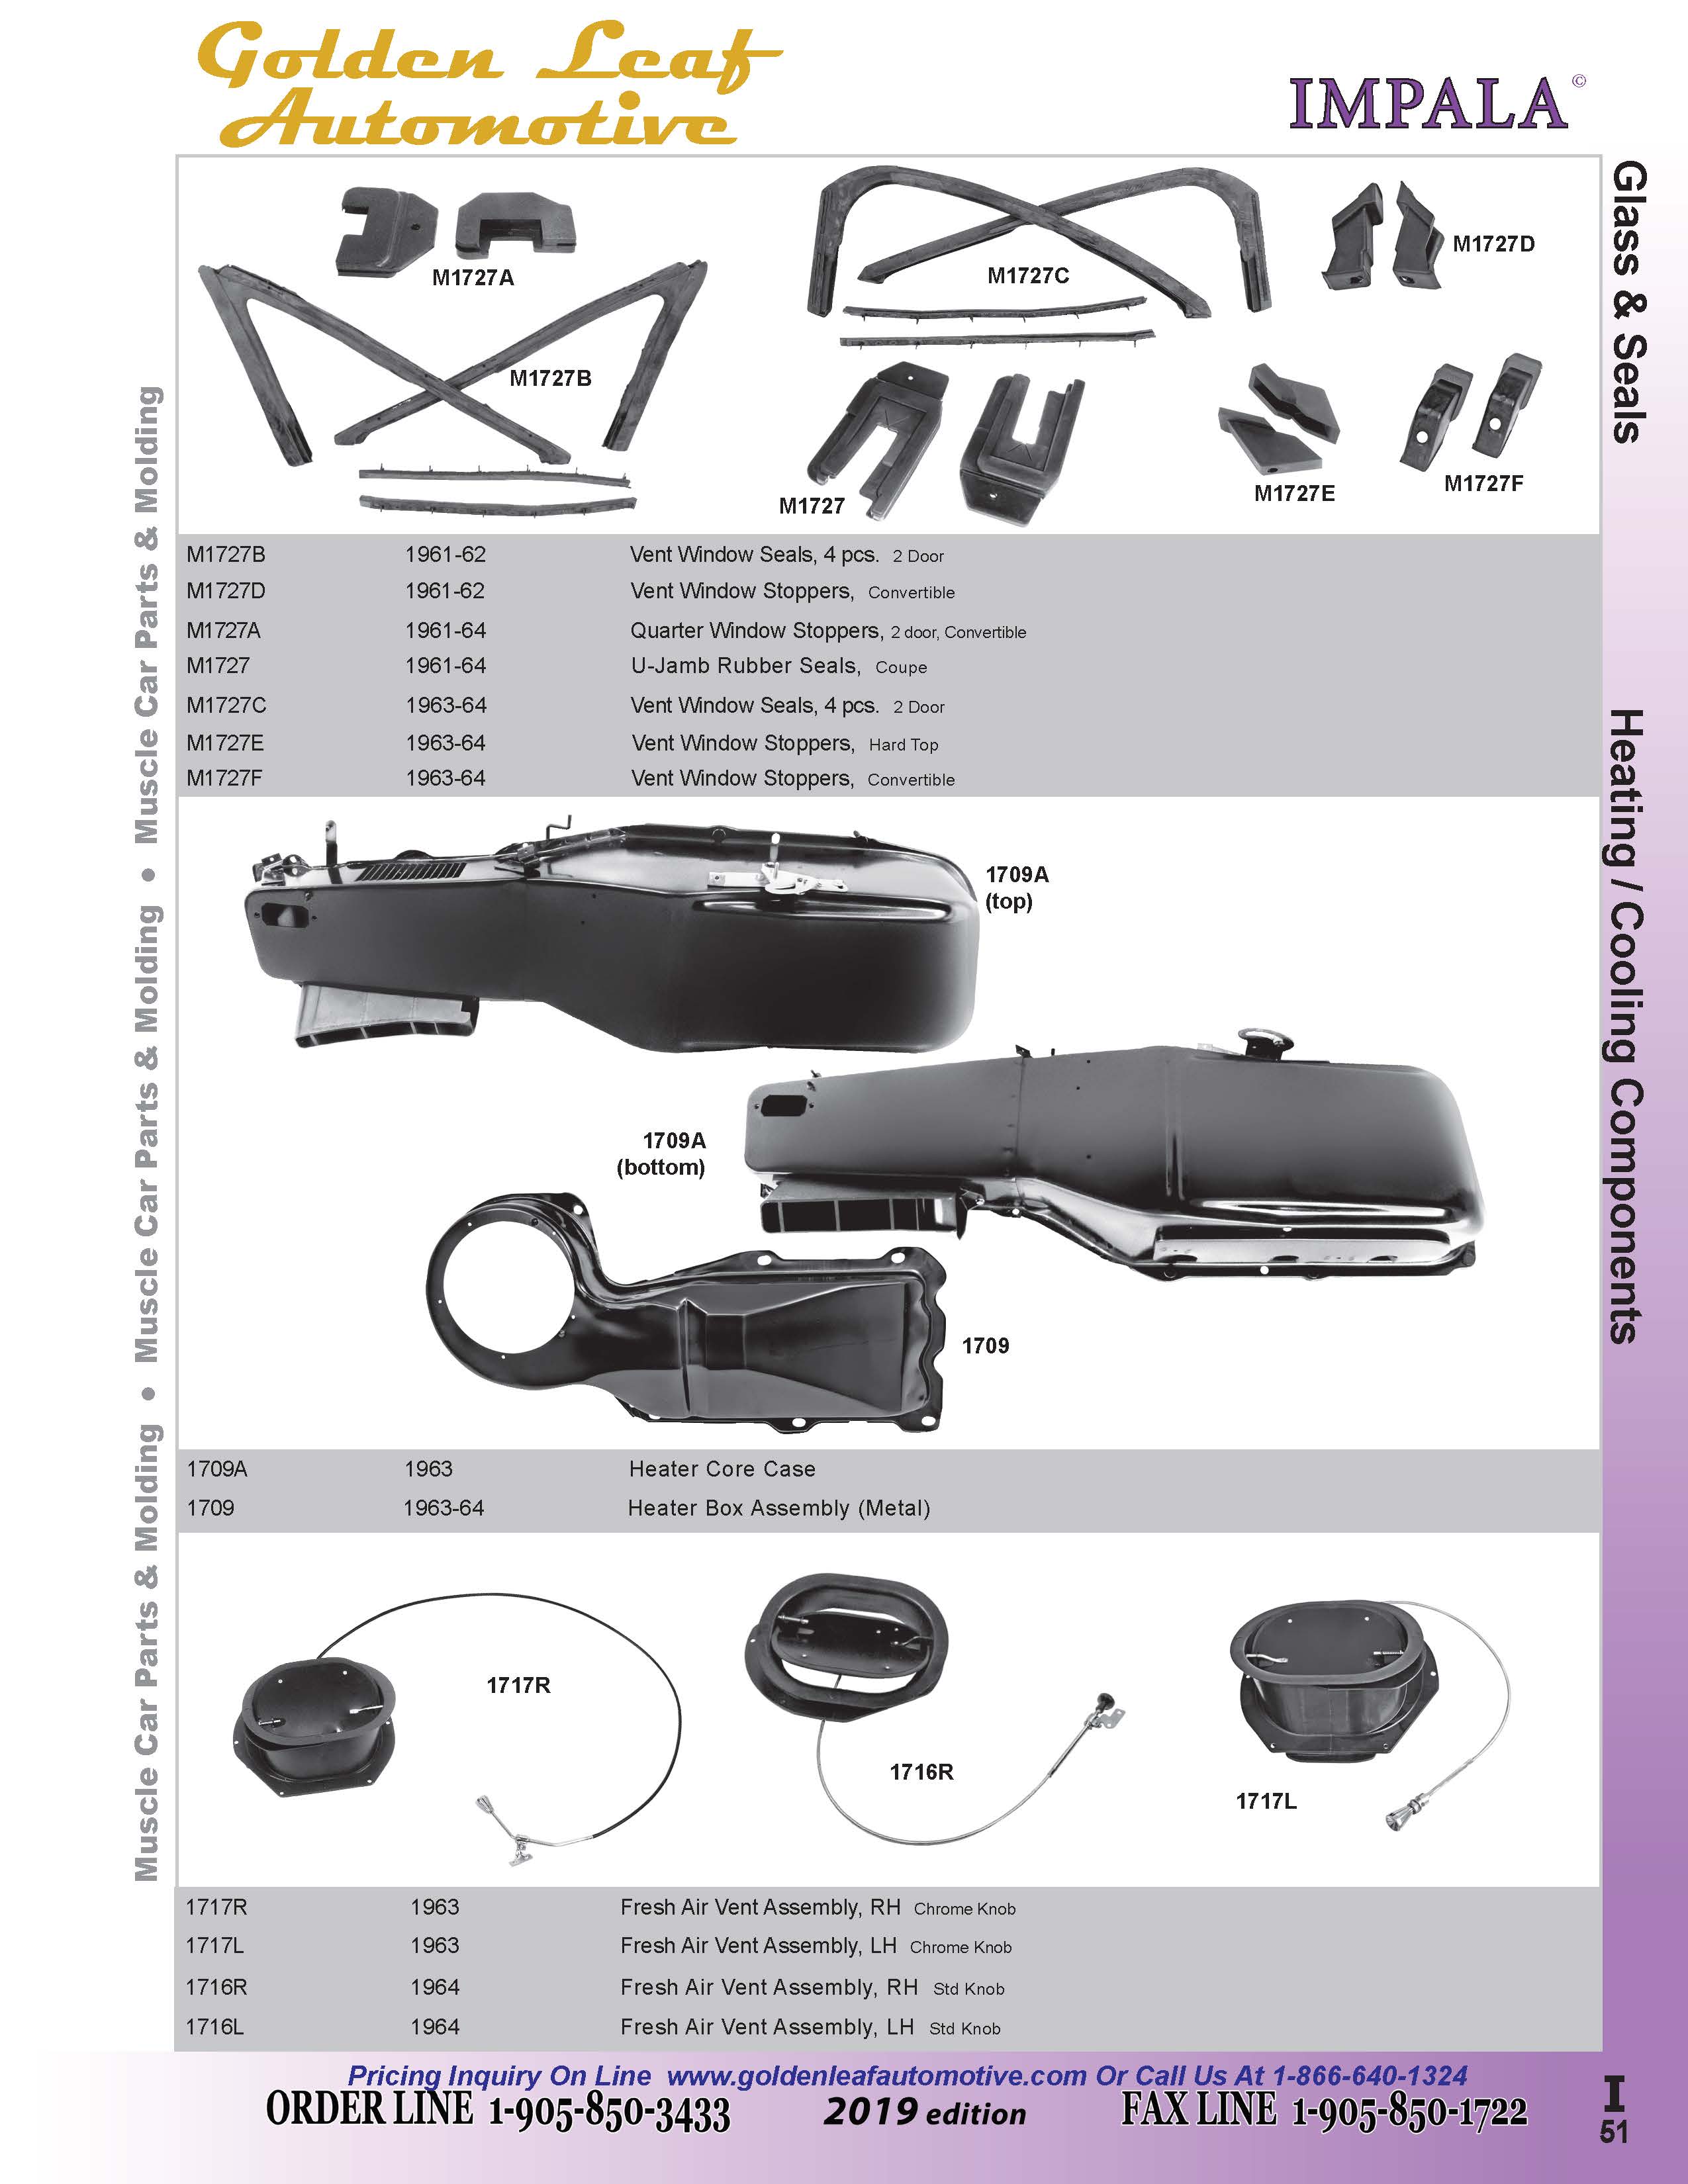 Golden Leaf
Automotive
IMPALA©
Glass & Seals
Heating / Cooling Components
Muscle Car Parts & Molding • Muscle Car Parts & Molding • Muscle Car Parts & Molding
M1727A
M1727C
M1727D
M1727B
M1727
M1727E
M1727F
M1727B 1961-62 Vent Window Seals, 4 pcs. 2 Door
M1727D 1961-62 Vent Window Stoppers, Convertible
M1727A 1961-64 Quarter Window Stoppers, 2 door, Convertible
M1727 1961-64 U-Jamb Rubber Seals, Coupe
M1727C 1963-64 Vent Window Seals, 4 pcs. 2 Door
M1727E 1963-64 Vent Window Stoppers, Hard Top
M1727F 1963-64 Vent Window Stoppers, Convertible
1709A
(top)
1709A
(bottom)
1709
1709A 1963 Heater Core Case
1709 1963-64 Heater Box Assembly (Metal)
1717R
1716R
1717L
1717R 1963 Fresh Air Vent Assembly, RH Chrome Knob
1717L 1963 Fresh Air Vent Assembly, LH Chrome Knob
1716R 1964 Fresh Air Vent Assembly, RH Std Knob
1716L 1964 Fresh Air Vent Assembly, LH Std Knob
Pricing Inquiry On Line www.goldenleafautomotive.com Or Call Us At 1-866-640-1324
ORDER LINE 1-905-850-3433 2019 edition FAX LINE 1-905-850-1722
I
51